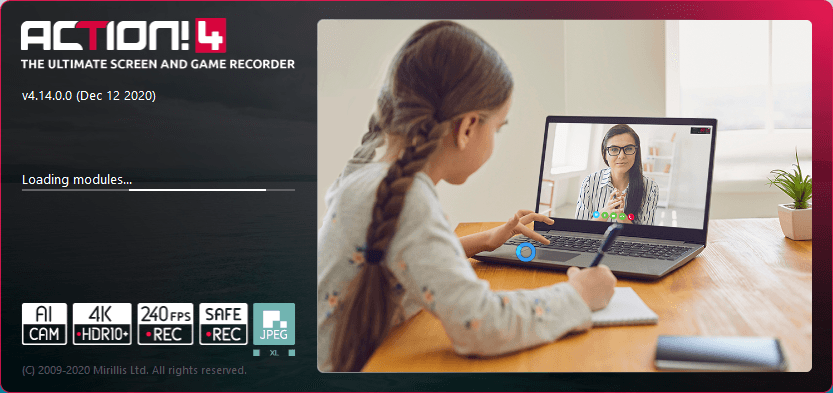 ACTION! 4
THE ULTIMATE SCREEN AND GAME RECORDER
v4.14.0.0 (Dec 12 2020)
Loading modules...
AI
CAM
4K
HDR10+
240 FPS
REC
SAFE
REC
JPEG
XL
(C) 2009-2020 Mirillis Ltd. All rights reserved.